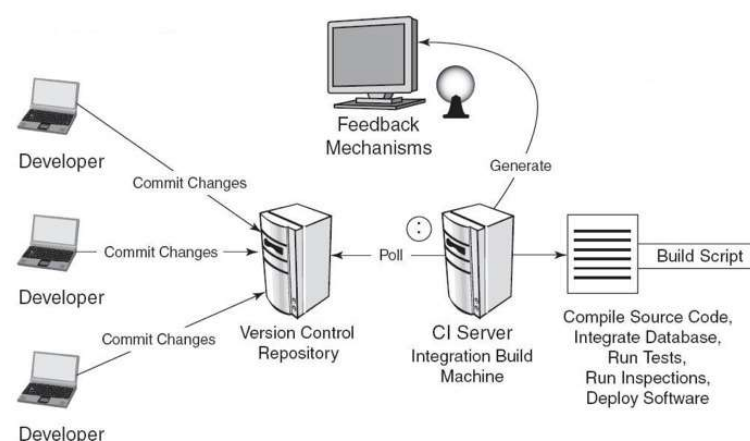 Feedback
Mechanisms
Developer
Commit Changes
Generate
Developer
Commit Changes
Poll
Build Script
Version Control
Repository
CI Server
Integration Build
Machine
Compile Source Code,
Integrate Database,
Run Tests,
Run Inspections,
Deploy Software
Commit Changes
Developer